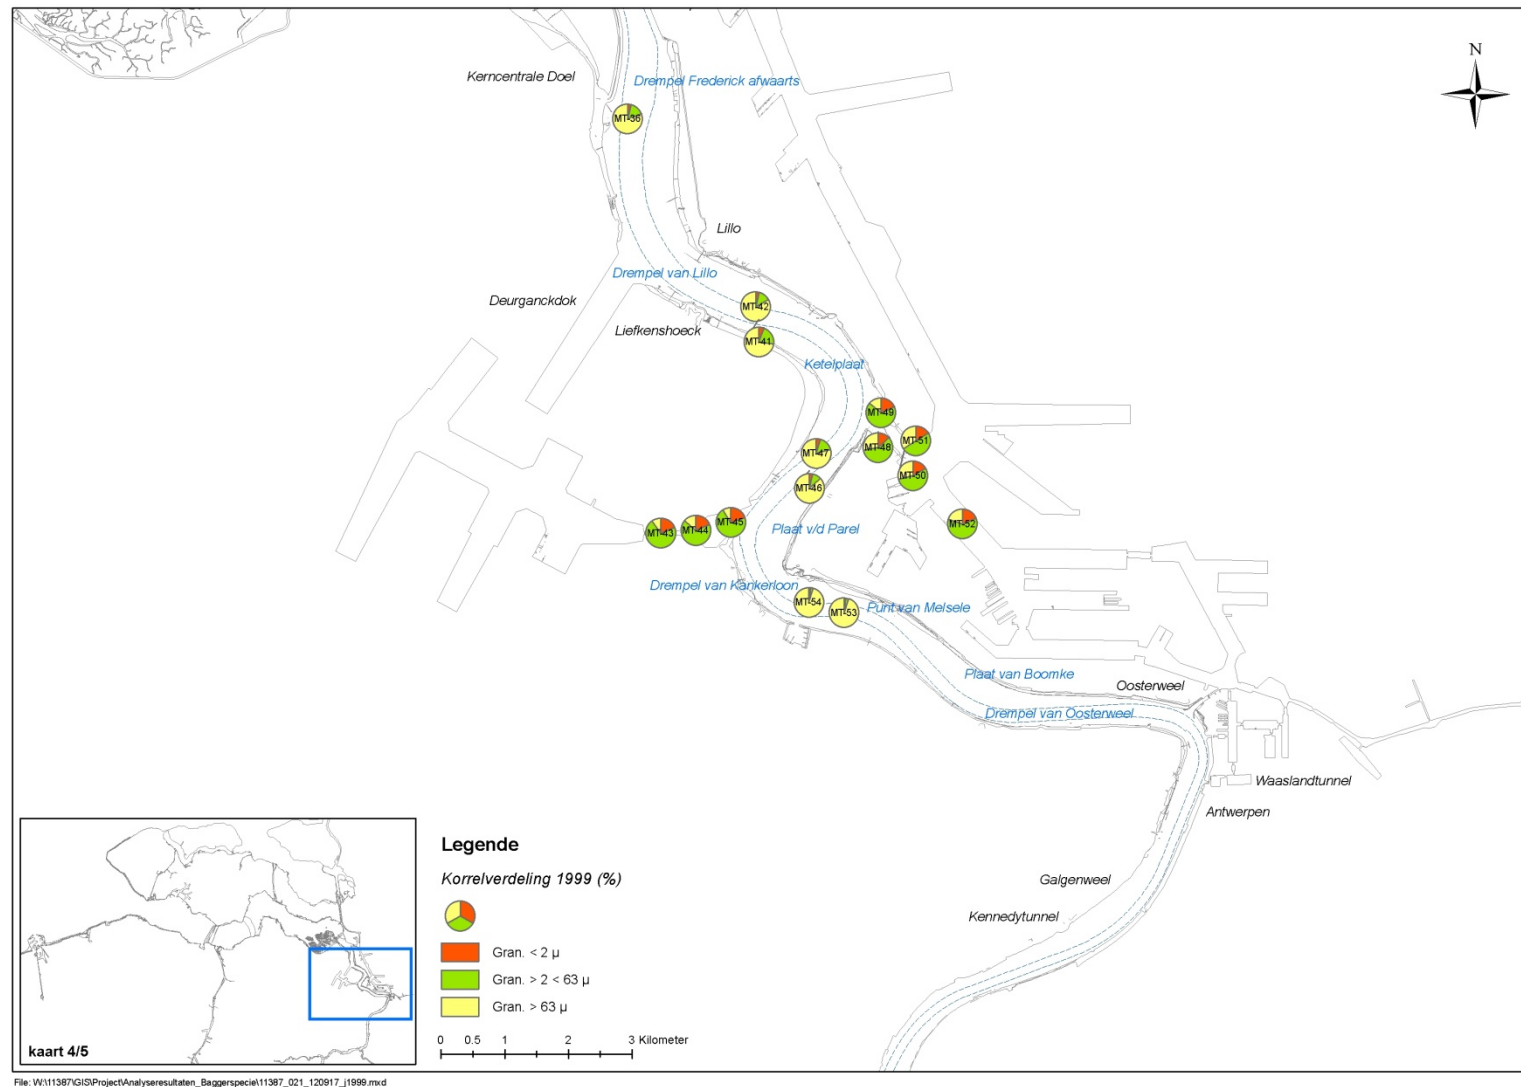 N
Kerncentrale Doel
Drempel Frederick afwaarts
MT-36
Lillo
Drempel van Lillo
Deurganckdok
MT-42
Liefkenshoeck
MT-41
Ketelplaat
MT-49
MT-51
MT-48
MT-47
MT-50
MT-46
MT-45
MT-44
MT-43
MT-52
Plaat v/d Parel
Drempel van Kankerloon
MT-54
MT-53
Punt van Melsele
Plaat van Boomke
Oosterweel
Drempel van Oosterweel
Waaslandtunnel
Antwerpen
Galgenweel
Kennedytunnel
Legende
Korrelverdeling 1999 (%)
Gran. < 2 µ
Gran. > 2 < 63 µ
Gran. > 63 µ
0 0.5 1 2 3 Kilometer
kaart 4/5
File: W:\11387\GIS\Project\Analyseresultaten_Baggerspecie\11387_021_120917_j1999.mxd